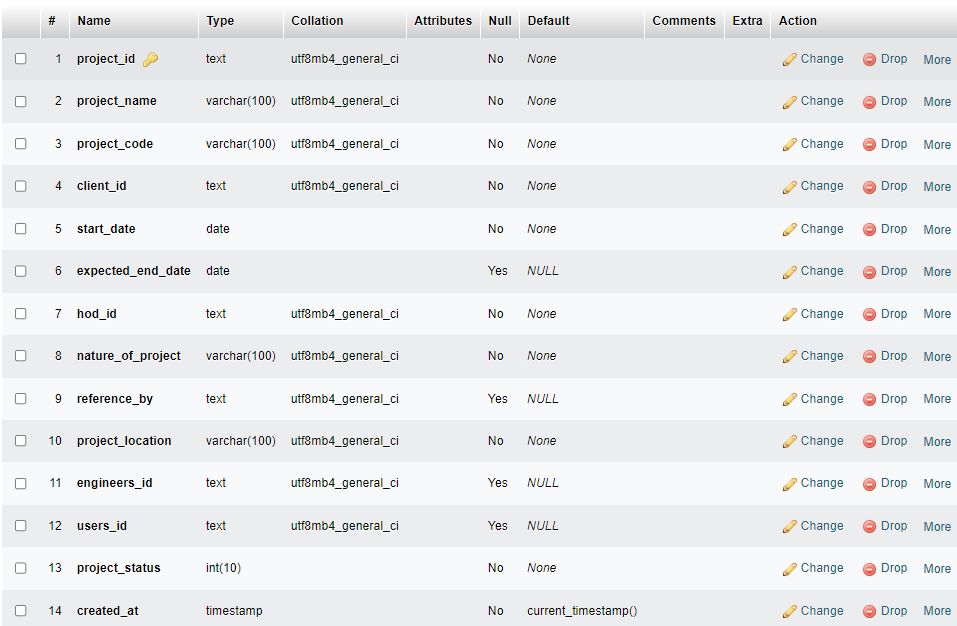 # Name Type Collation Attributes Null Default Comments Extra Action
1 project_id text utf8mb4_general_ci No None Change Drop More
2 project_name varchar(100) utf8mb4_general_ci No None Change Drop More
3 project_code varchar(100) utf8mb4_general_ci No None Change Drop More
4 client_id text utf8mb4_general_ci No None Change Drop More
5 start_date date No None Change Drop More
6 expected_end_date date Yes NULL Change Drop More
7 hod_id text utf8mb4_general_ci No None Change Drop More
8 nature_of_project varchar(100) utf8mb4_general_ci No None Change Drop More
9 reference_by text utf8mb4_general_ci Yes NULL Change Drop More
10 project_location varchar(100) utf8mb4_general_ci No None Change Drop More
11 engineers_id text utf8mb4_general_ci Yes NULL Change Drop More
12 users_id text utf8mb4_general_ci Yes NULL Change Drop More
13 project_status int(10) No None Change Drop More
14 created_at timestamp No current_timestamp() Change Drop More